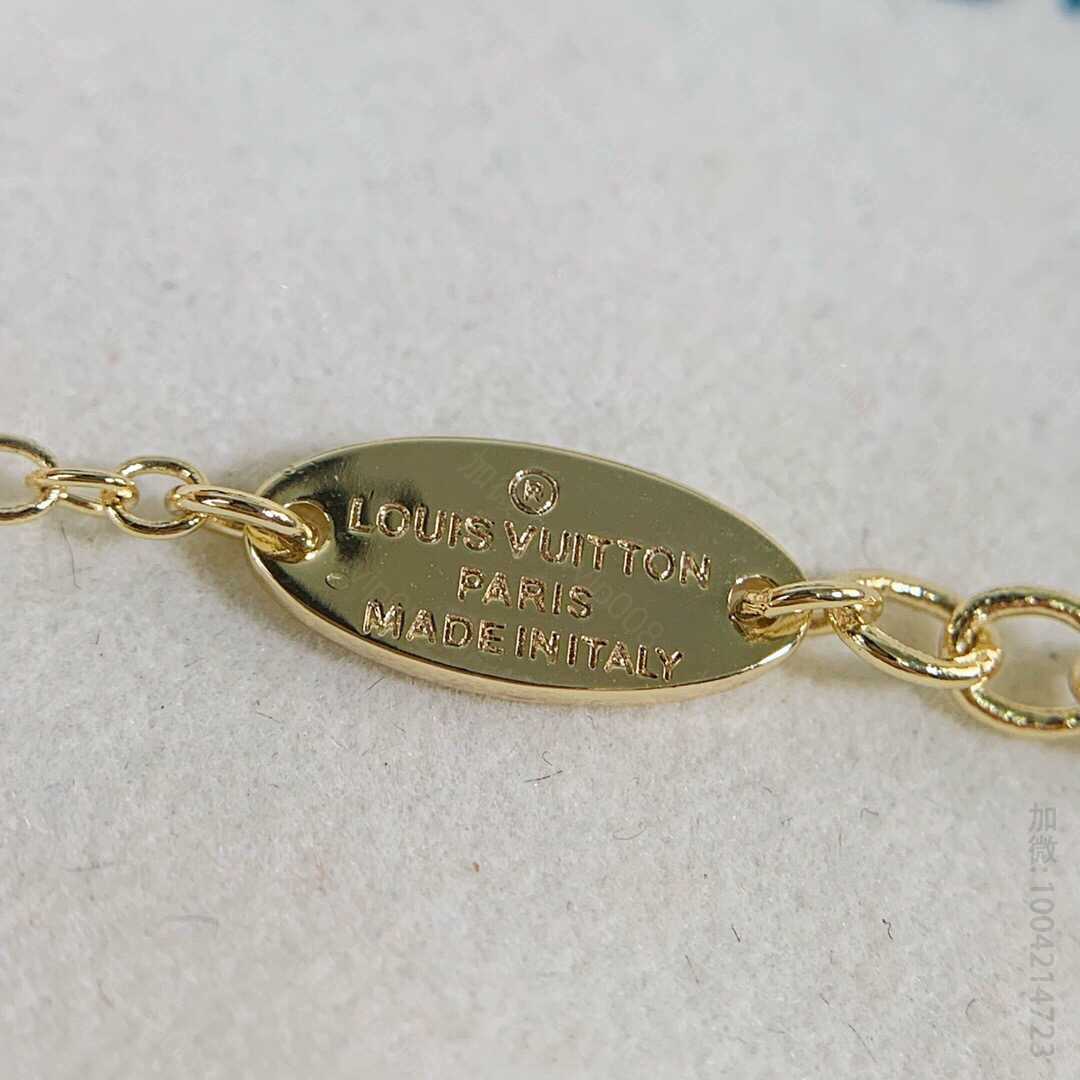 ®
LOUIS VUITTON
PARIS
MADE IN ITALY
加微:1004214723